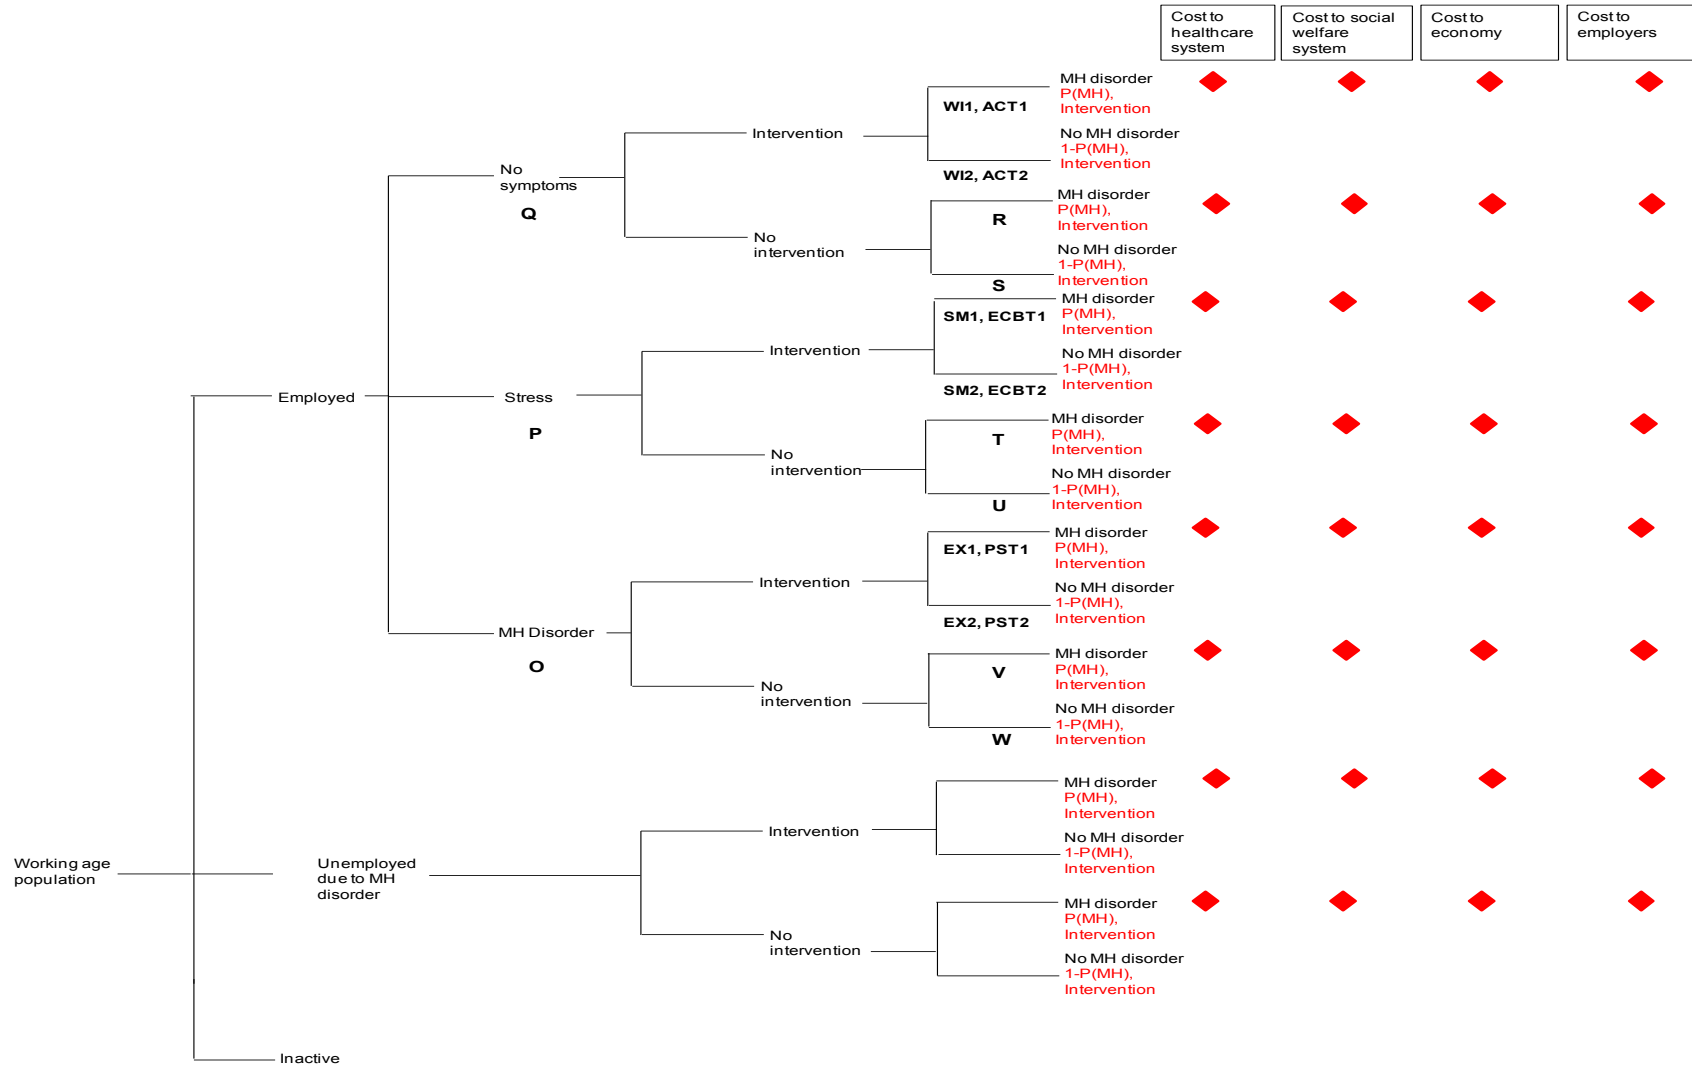 Cost to
healthcare
system
Cost to social
welfare
system
Cost to
economy
Cost to
employers
MH disorder
P(MH),
Intervention
WI1, ACT1
Intervention
No MH disorder
1-P(MH),
Intervention
WI2, ACT2
No
symptoms
Q
MH disorder
P(MH),
Intervention
R
No
intervention
No MH disorder
1-P(MH),
Intervention
S
MH disorder
P(MH),
Intervention
SM1, ECBT1
Intervention
No MH disorder
1-P(MH),
Intervention
SM2, ECBT2
Employed
Stress
P
MH disorder
P(MH),
Intervention
T
No
intervention
No MH disorder
1-P(MH),
Intervention
U
MH disorder
P(MH),
Intervention
EX1, PST1
Intervention
No MH disorder
1-P(MH),
Intervention
EX2, PST2
MH Disorder
O
MH disorder
P(MH),
Intervention
V
No
intervention
No MH disorder
1-P(MH),
Intervention
W
MH disorder
P(MH),
Intervention
Intervention
No MH disorder
1-P(MH),
Intervention
Working age
population
Unemployed
due to MH
disorder
MH disorder
P(MH),
Intervention
No
intervention
No MH disorder
1-P(MH),
Intervention
Inactive